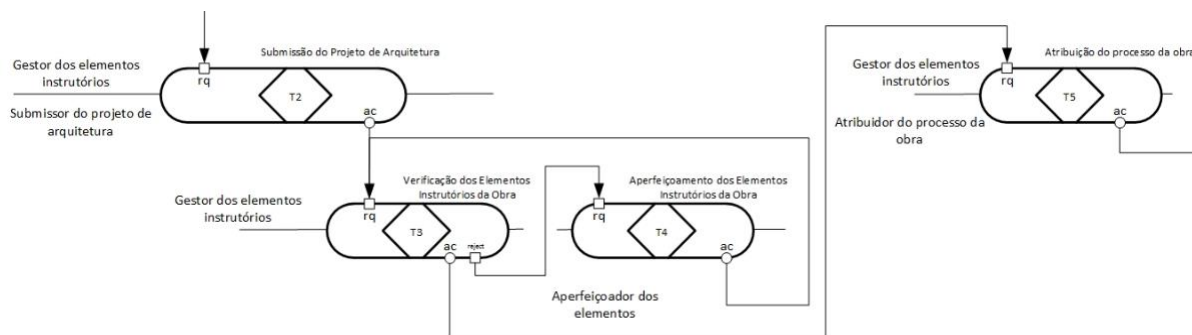 Submissão do Projeto de Arquitetura
Gestor dos elementos
instrutórios
rq
T2
ac
Submissor do projeto de
arquitetura
Atribuição do processo da obra
Gestor dos elementos
instrutórios
rq
T5
ac
Atribuidor do processo da
obra
Gestor dos elementos
instrutórios
Verificação dos Elementos
Instrutórios da Obra
rq
T3
ac
reject
Aperfeiçoamento dos Elementos
Instrutórios da Obra
rq
T4
ac
Aperfeiçoador dos
elementos